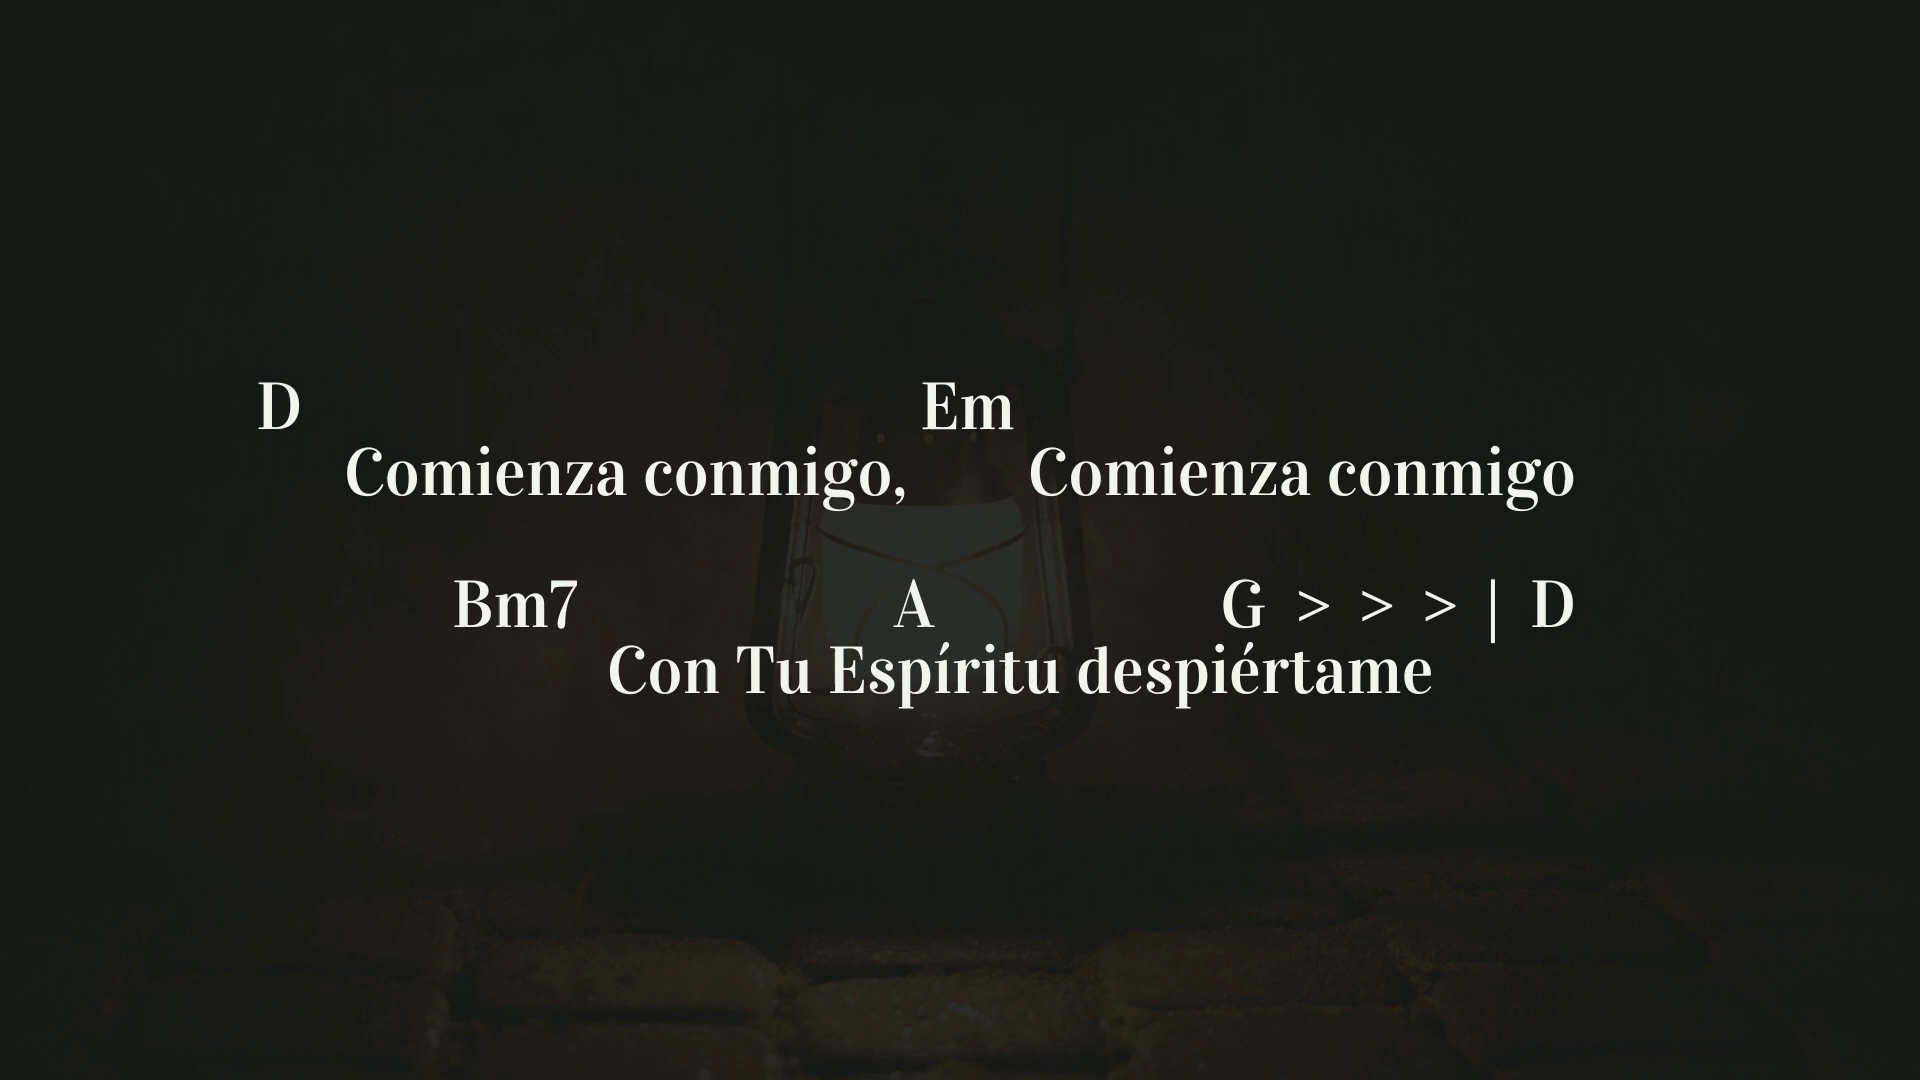 D Em
Comienza conmigo, Comienza conmigo
Bm7 A G > > > | D
Con Tu Espíritu despiértame